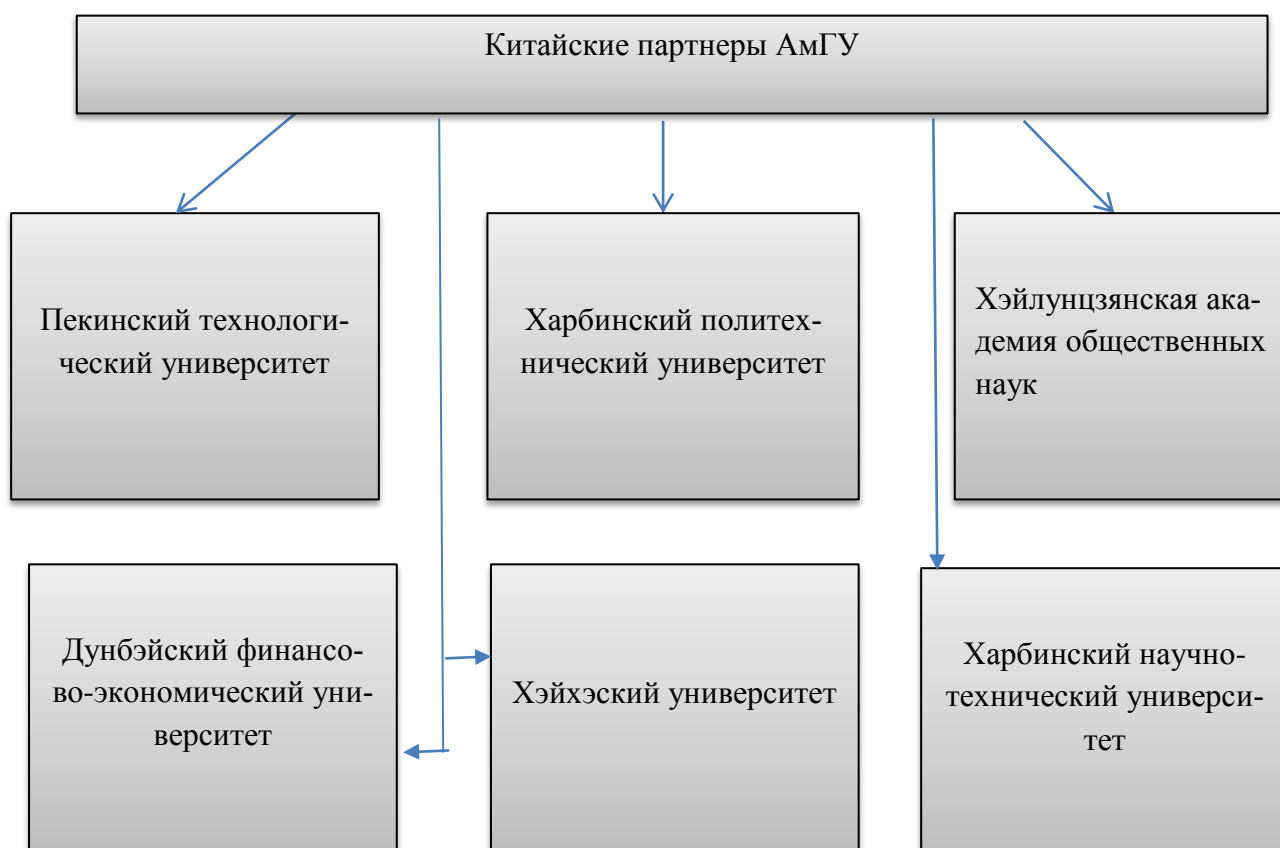 Китайские партнеры АмГУ
Пекинский технологи-
ческий университет
Харбинский политех-
нический университет
Хэйлунцзянская ака-
демия общественных
наук
Дунбэйский финансо-
во-экономический уни-
верситет
Хэйхэский университет
Харбинский научно-
технический универси-
тет